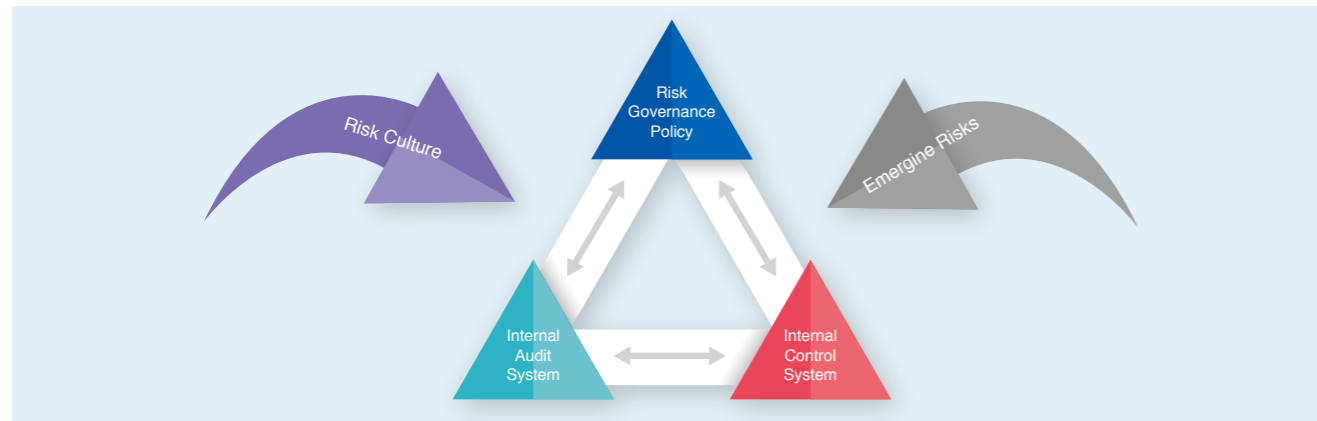 Risk
Governance
Policy
Risk Culture
Emergine Risks
Internal
Audit
System
Internal
Control
System